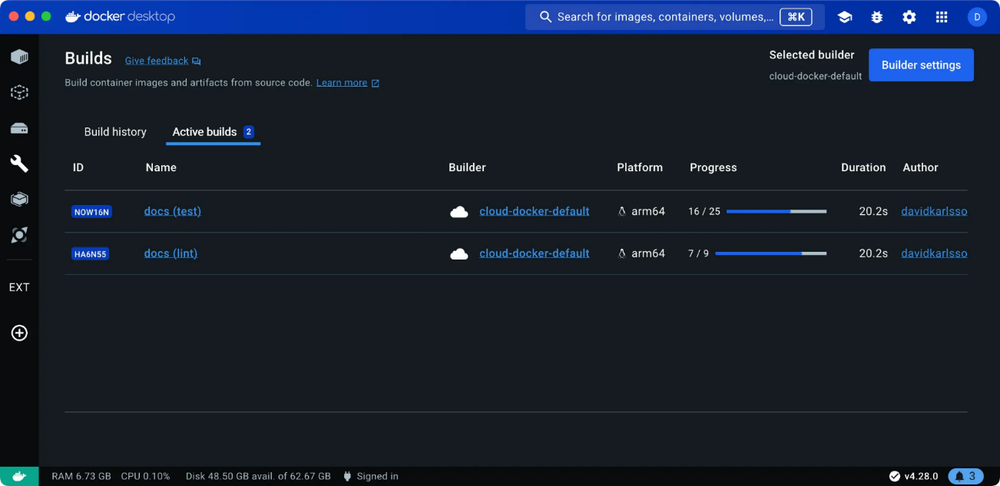 docker desktop
Search for images, containers, volumes,... ⌘K
D
Builds Give feedback
Build container images and artifacts from source code. Learn more
Selected builder
cloud-docker-default
Builder settings
Build history Active builds 2
ID Name Builder Platform Progress Duration Author
NOW16N docs (test) cloud-docker-default arm64 16 / 25 20.2s davidkarlsso
HA6N55 docs (lint) cloud-docker-default arm64 7 / 9 20.2s davidkarlsso
EXT
RAM 6.73 GB CPU 0.10% Disk 48.50 GB avail. of 62.67 GB Signed in v4.28.0 3